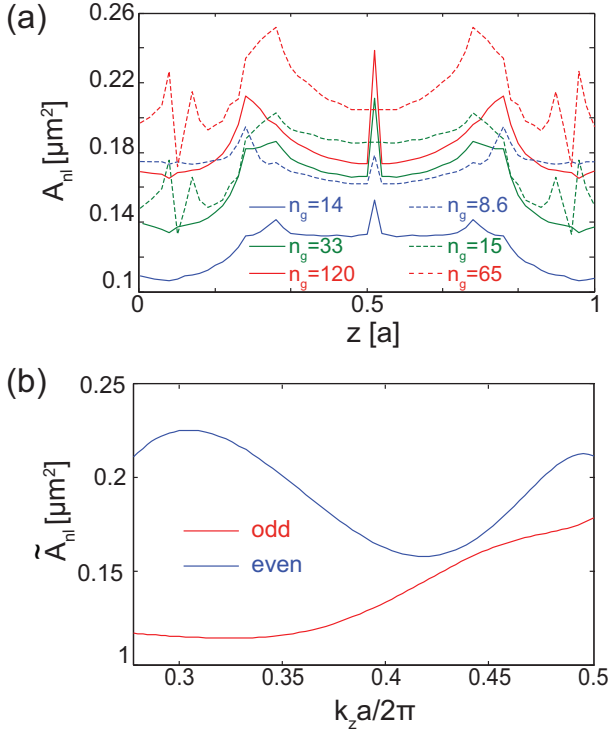 (a)
0.26
0.22
0.18
0.14
0.1
A_nl [μm²]
n_g=14 n_g=8.6
n_g=33 n_g=15
n_g=120 n_g=65
0 0.5 1
z [a]
(b)
0.25
0.2
0.15
1
Ã_nl [μm²]
odd
even
0.3 0.35 0.4 0.45 0.5
k_z a/2π